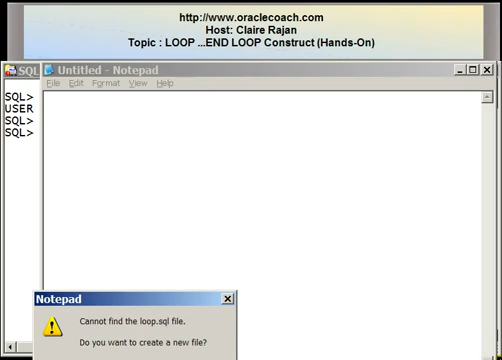 http://www.oraclecoach.com
Host: Claire Rajan
Topic : LOOP ...END LOOP Construct (Hands-On)
SQL
Untitled - Notepad
File Edit Format View Help
SQL>
USER
SQL>
SQL>
Notepad
Cannot find the loop.sql file.
Do you want to create a new file?